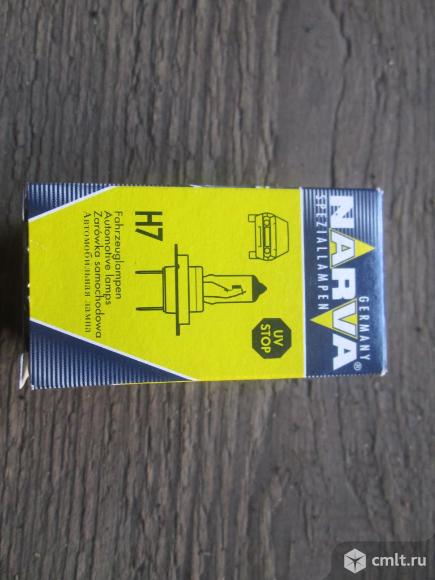 GERMANY
NARVA®
SPEZIALLAMPEN
UV
STOP
H7
Fahrzeuglampen
Automotive lamps
Żarówka samochodowa
Автомобильная лампа
cmlt.ru